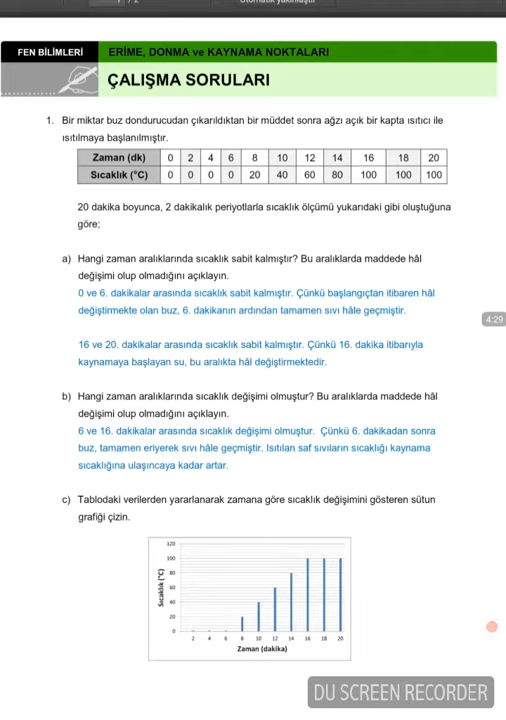 1 / 2 Otomatik yakınlaştır
FEN BİLİMLERİ
ERİME, DONMA ve KAYNAMA NOKTALARI
ÇALIŞMA SORULARI
1. Bir miktar buz dondurucudan çıkarıldıktan bir müddet sonra ağzı açık bir kapta ısıtıcı ile
ısıtılmaya başlanılmıştır.
Zaman (dk) 0 2 4 6 8 10 12 14 16 18 20
Sıcaklık (°C) 0 0 0 0 20 40 60 80 100 100 100
20 dakika boyunca, 2 dakikalık periyotlarla sıcaklık ölçümü yukarıdaki gibi oluştuğuna
göre;
a) Hangi zaman aralıklarında sıcaklık sabit kalmıştır? Bu aralıklarda maddede hâl
değişimi olup olmadığını açıklayın.
0 ve 6. dakikalar arasında sıcaklık sabit kalmıştır. Çünkü başlangıçtan itibaren hâl
değiştirmekte olan buz, 6. dakikanın ardından tamamen sıvı hâle geçmiştir.
4:29
16 ve 20. dakikalar arasında sıcaklık sabit kalmıştır. Çünkü 16. dakika itibarıyla
kaynamaya başlayan su, bu aralıkta hâl değiştirmektedir.
b) Hangi zaman aralıklarında sıcaklık değişimi olmuştur? Bu aralıklarda maddede hâl
değişimi olup olmadığını açıklayın.
6 ve 16. dakikalar arasında sıcaklık değişimi olmuştur. Çünkü 6. dakikadan sonra
buz, tamamen eriyerek sıvı hâle geçmiştir. Isıtılan saf sıvıların sıcaklığı kaynama
sıcaklığına ulaşıncaya kadar artar.
c) Tablodaki verilerden yararlanarak zamana göre sıcaklık değişimini gösteren sütun
grafiği çizin.
Sıcaklık (°C)
120
100
80
60
40
20
0
2 4 6 8 10 12 14 16 18 20
Zaman (dakika)
DU SCREEN RECORDER